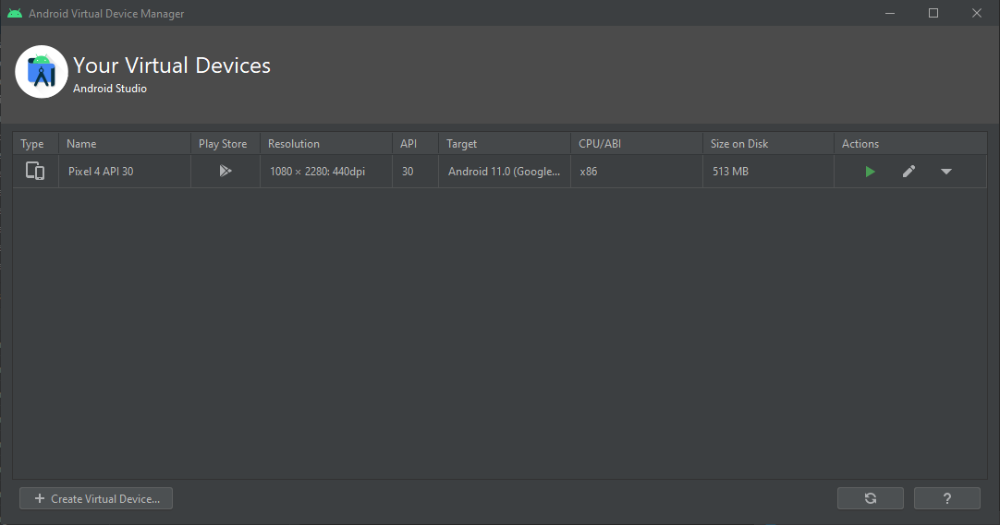 Android Virtual Device Manager
Your Virtual Devices
Android Studio
Type Name Play Store Resolution API Target CPU/ABI Size on Disk Actions
Pixel 4 API 30 1080 × 2280: 440dpi 30 Android 11.0 (Google... x86 513 MB
+ Create Virtual Device... ?